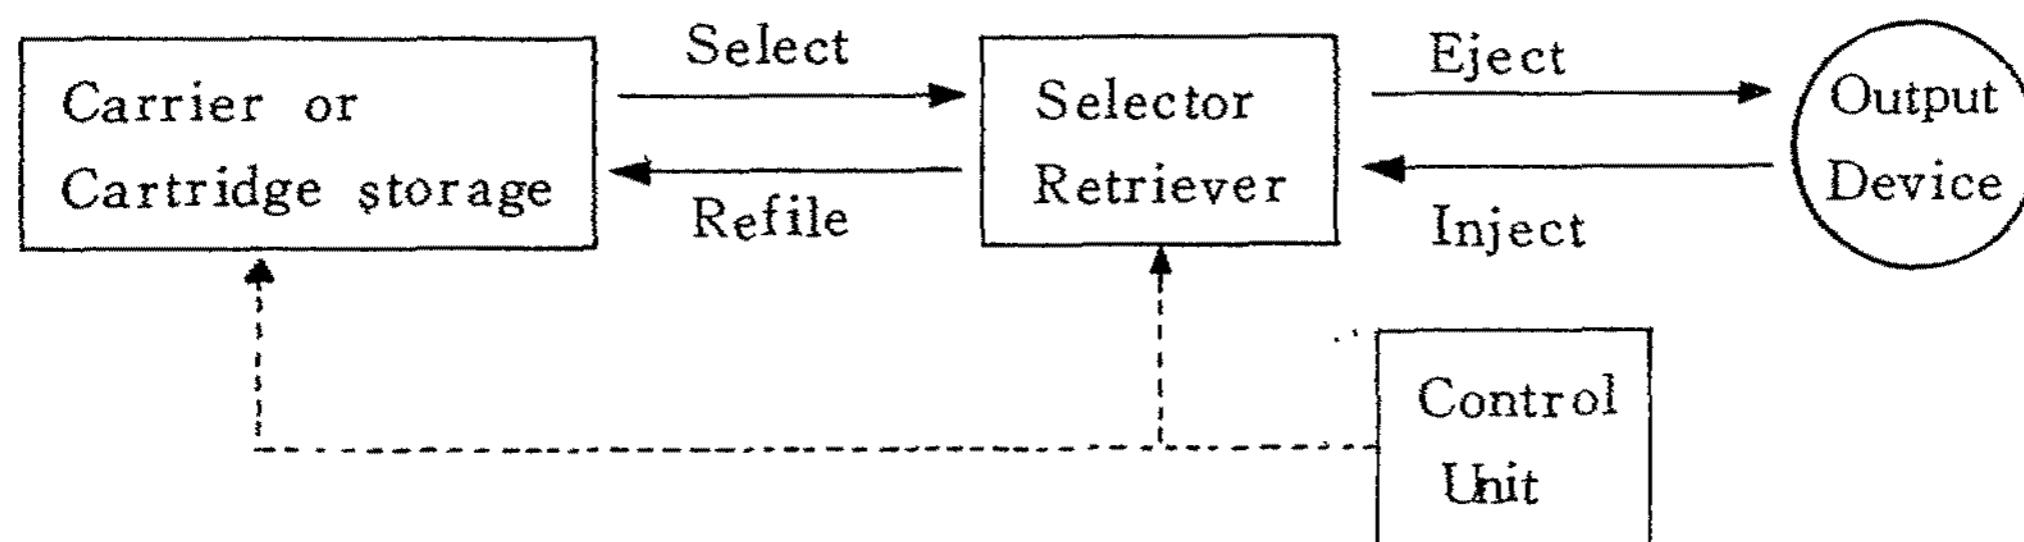 Carrier or
Cartridge storage
Select
Refile
Selector
Retriever
Eject
Inject
Output
Device
Control
Unit